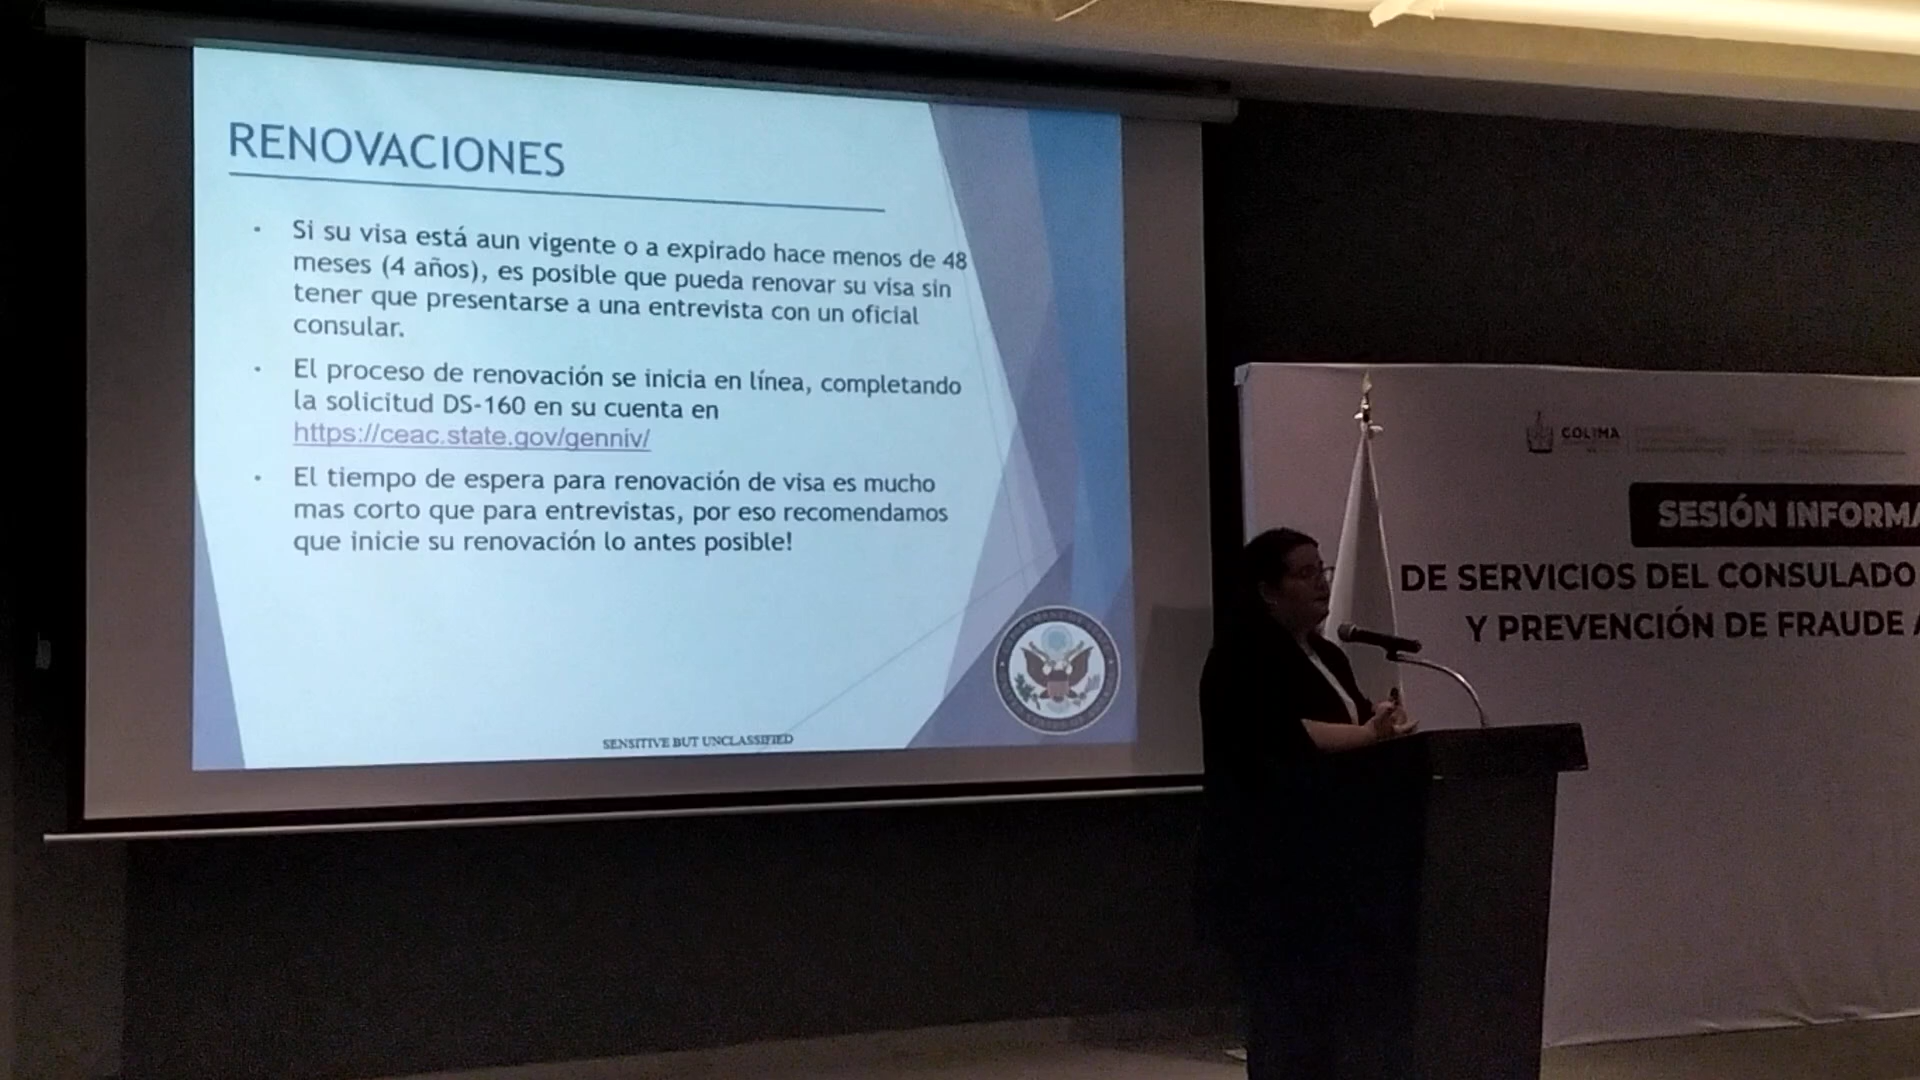 RENOVACIONES
· Si su visa está aun vigente o a expirado hace menos de 48
meses (4 años), es posible que pueda renovar su visa sin
tener que presentarse a una entrevista con un oficial
consular.
· El proceso de renovación se inicia en línea, completando
la solicitud DS-160 en su cuenta en
https://ceac.state.gov/genniv/
· El tiempo de espera para renovación de visa es mucho
mas corto que para entrevistas, por eso recomendamos
que inicie su renovación lo antes posible!
SENSITIVE BUT UNCLASSIFIED
COLIMA
SESIÓN INFORMA
DE SERVICIOS DEL CONSULADO
Y PREVENCIÓN DE FRAUDE A